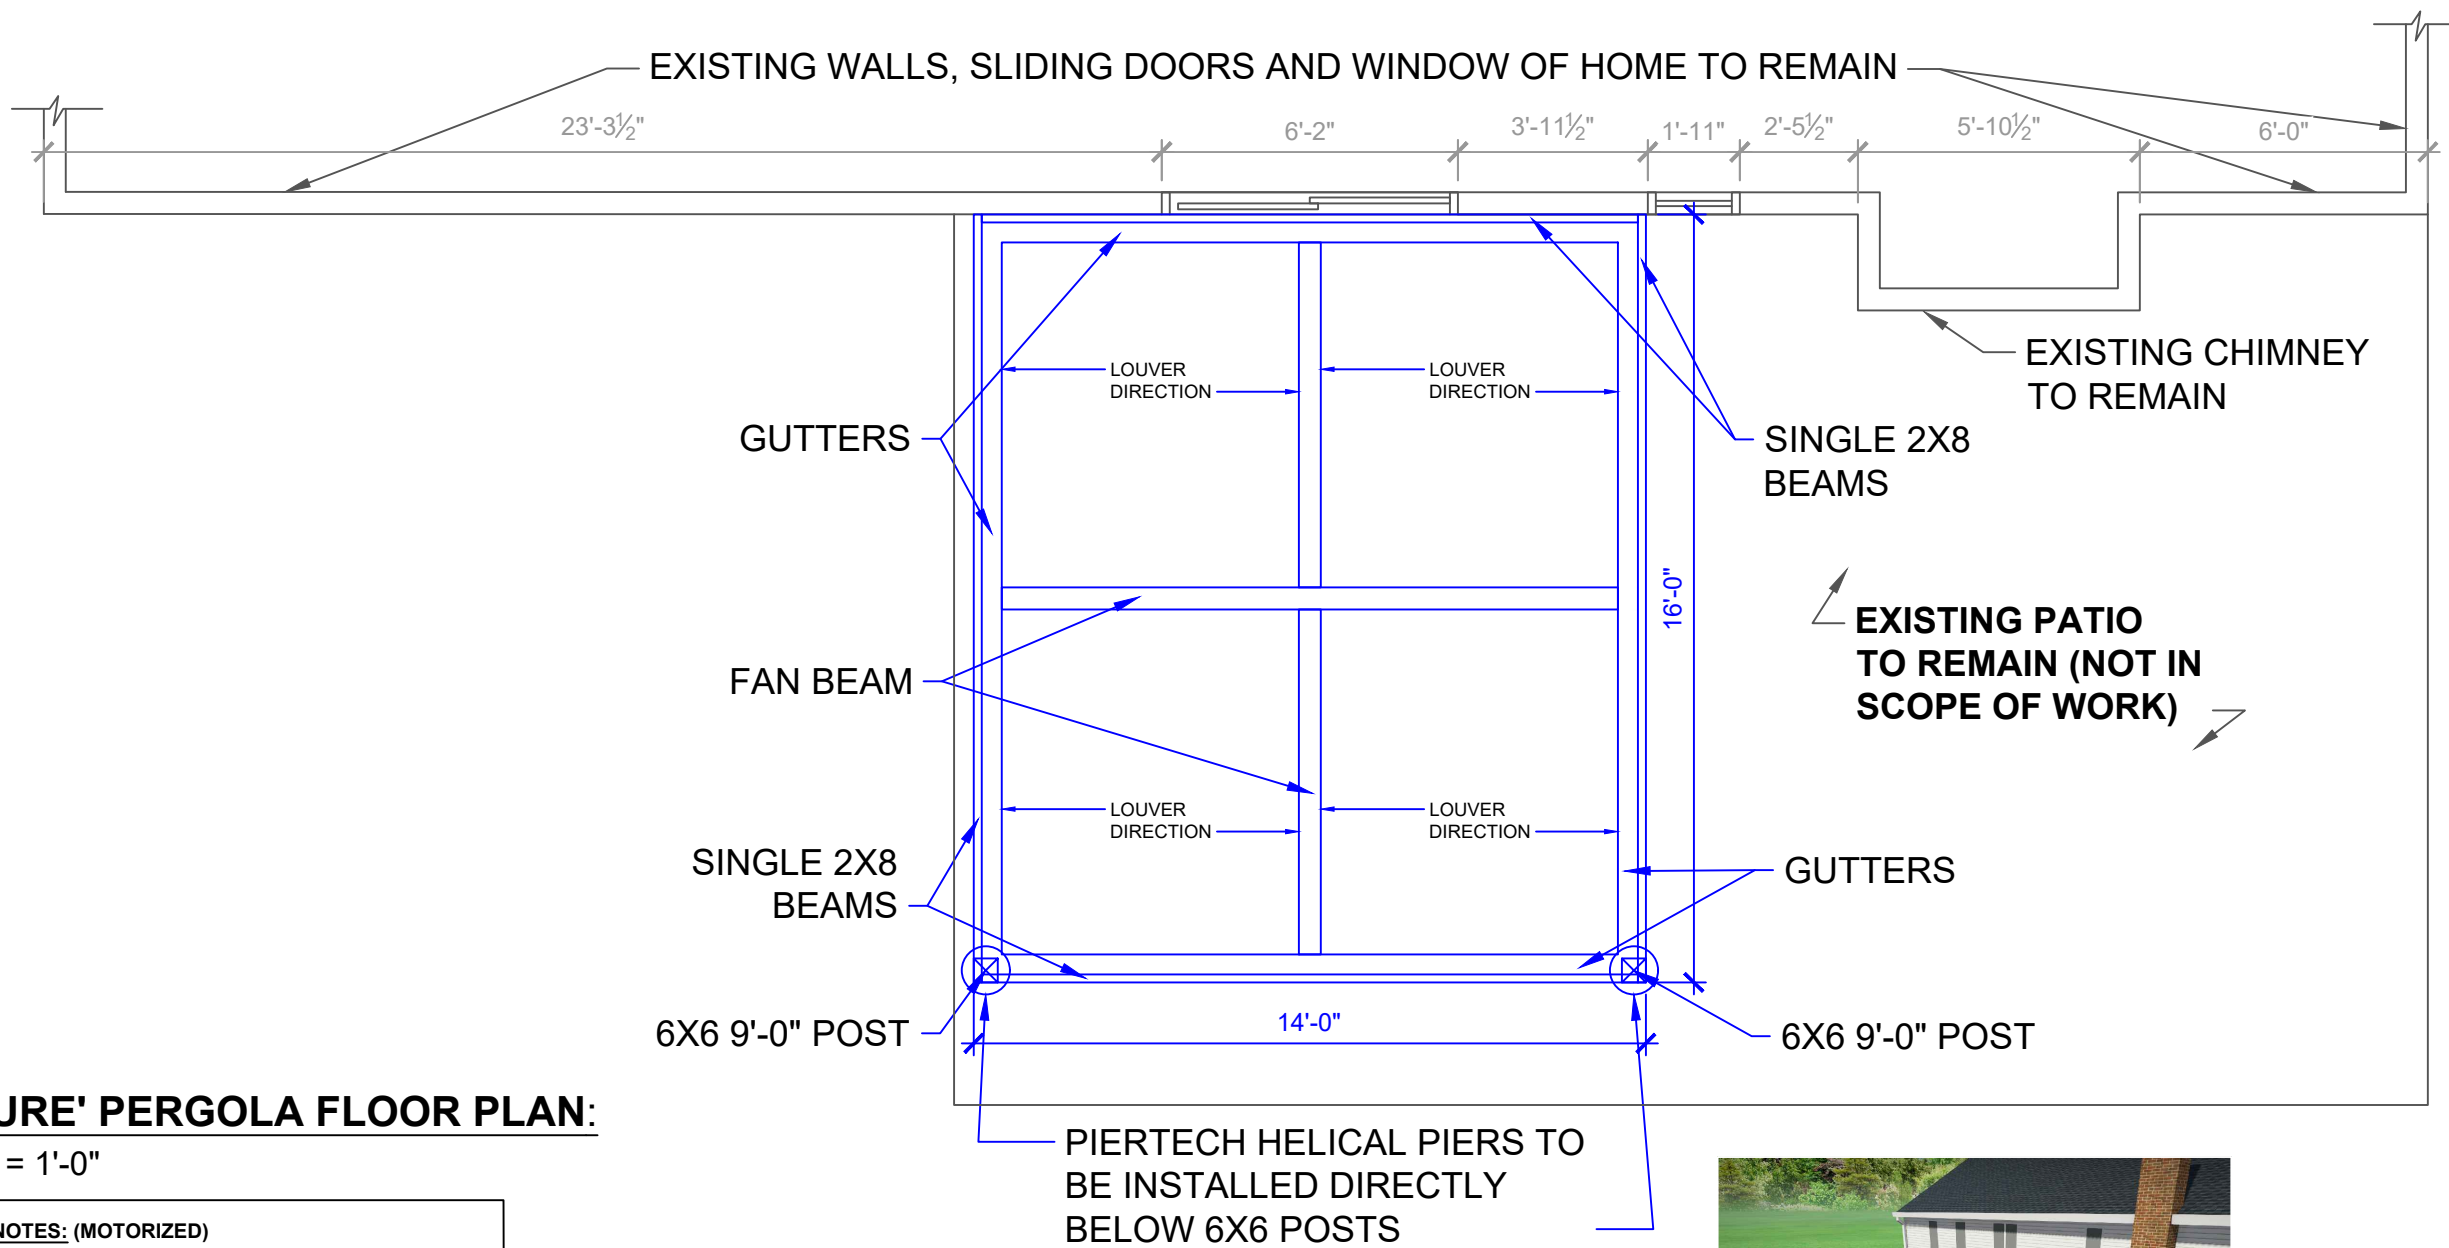 EXISTING WALLS, SLIDING DOORS AND WINDOW OF HOME TO REMAIN
23'-3½"
6'-2"
3'-11½"
1'-11"
2'-5½"
5'-10½"
6'-0"
EXISTING CHIMNEY
TO REMAIN
LOUVER
DIRECTION
LOUVER
DIRECTION
GUTTERS
SINGLE 2X8
BEAMS
16'-0"
EXISTING PATIO
TO REMAIN (NOT IN
SCOPE OF WORK)
FAN BEAM
LOUVER
DIRECTION
LOUVER
DIRECTION
SINGLE 2X8
BEAMS
GUTTERS
6X6 9'-0" POST
14'-0"
6X6 9'-0" POST
URE' PERGOLA FLOOR PLAN:
= 1'-0"
PIERTECH HELICAL PIERS TO
BE INSTALLED DIRECTLY
BELOW 6X6 POSTS
NOTES: (MOTORIZED)